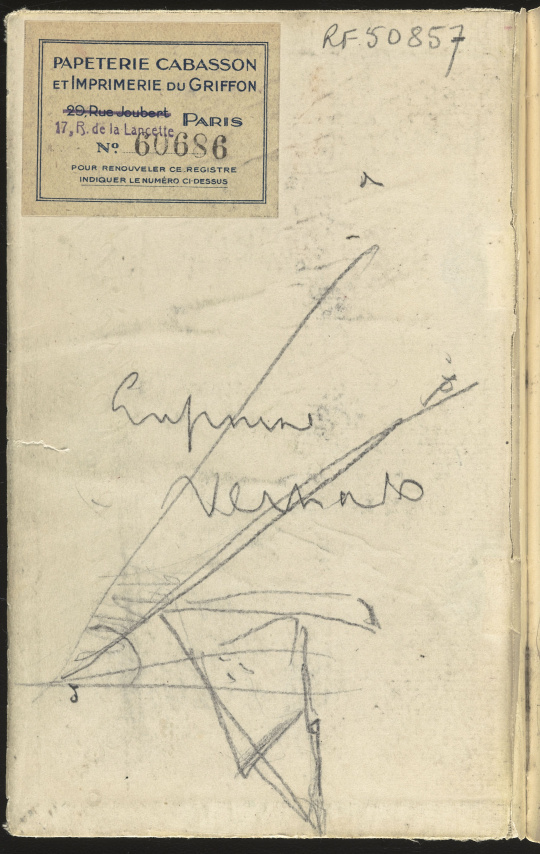 PAPETERIE CABASSON
ET IMPRIMERIE DU GRIFFON
29, Rue Joubert PARIS
17, R. de la Lancette
Nº 60686
POUR RENOUVELER CE REGISTRE
INDIQUER LE NUMÉRO CI-DESSUS
RF.50857